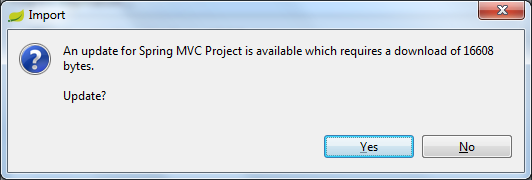 Import
An update for Spring MVC Project is available which requires a download of 16608
bytes.
Update?
Yes
No